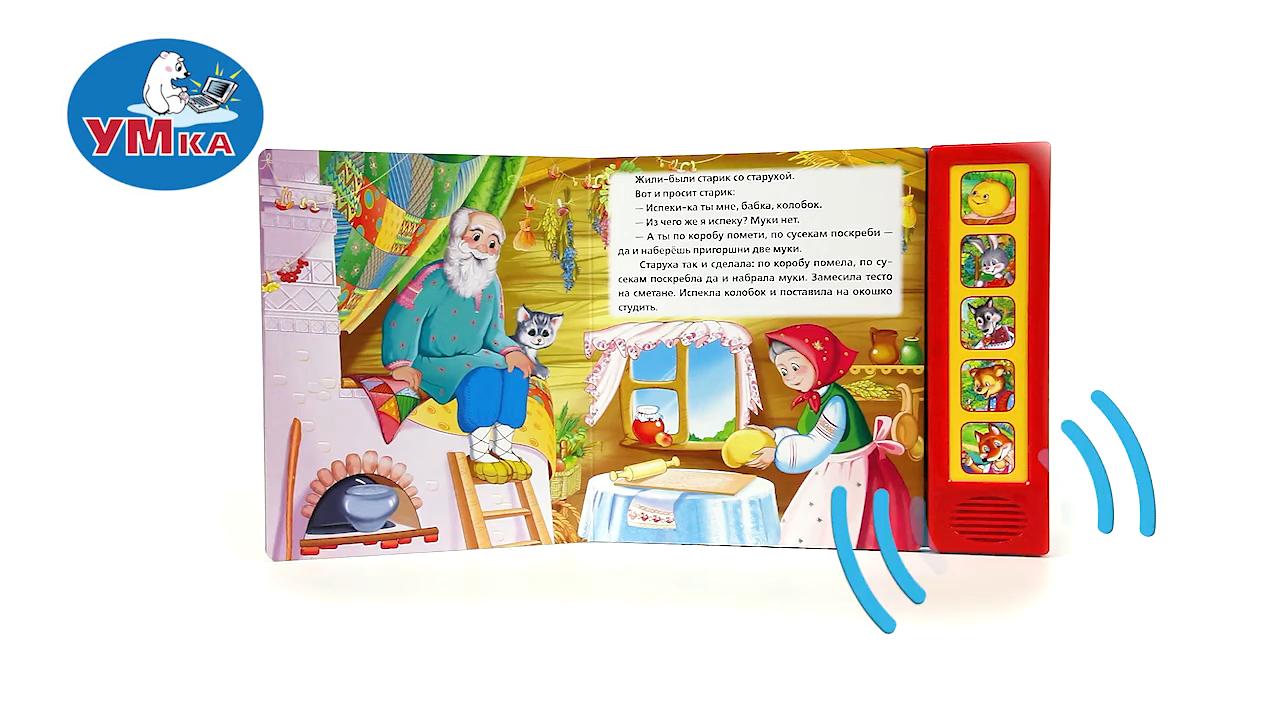 УМКА
Жили-были старик со старухой.
Вот и просит старик:
— Испеки-ка ты мне, бабка, колобок.
— Из чего же я испеку? Муки нет.
— А ты по коробу помети, по сусекам поскреби —
да и наберёшь пригоршни две муки.
Старуха так и сделала: по коробу помела, по су-
секам поскребла да и набрала муки. Замесила тесто
на сметане. Испекла колобок и поставила на окошко
студить.